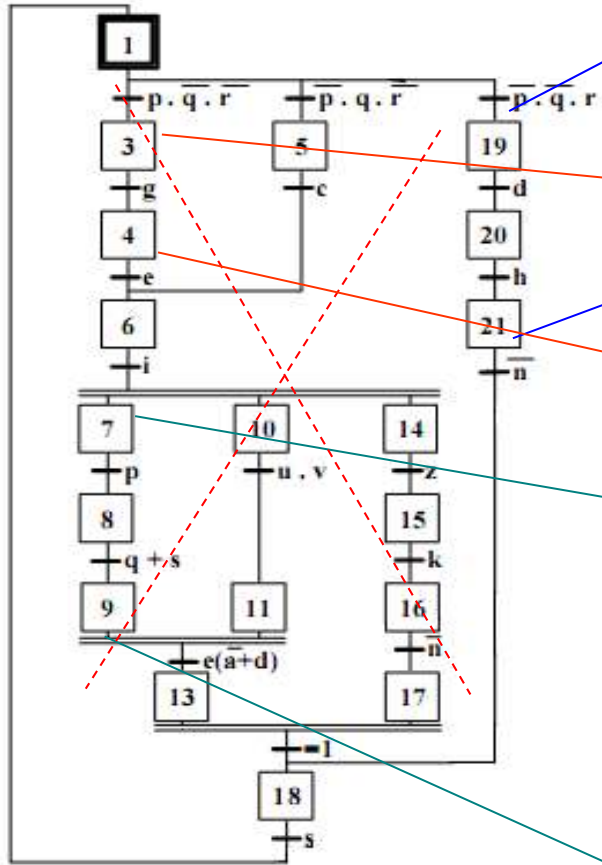 1
p . q̅ . r̅ p̅ . q . r̅ p̅ . q̅ . r
3 5 19
g c d
4 20
e h
6 21
i n̅
7 10 14
p u . v z
8 15
q + s k
9 11 16
e(a̅+d) n̅
13 17
=1
18
s